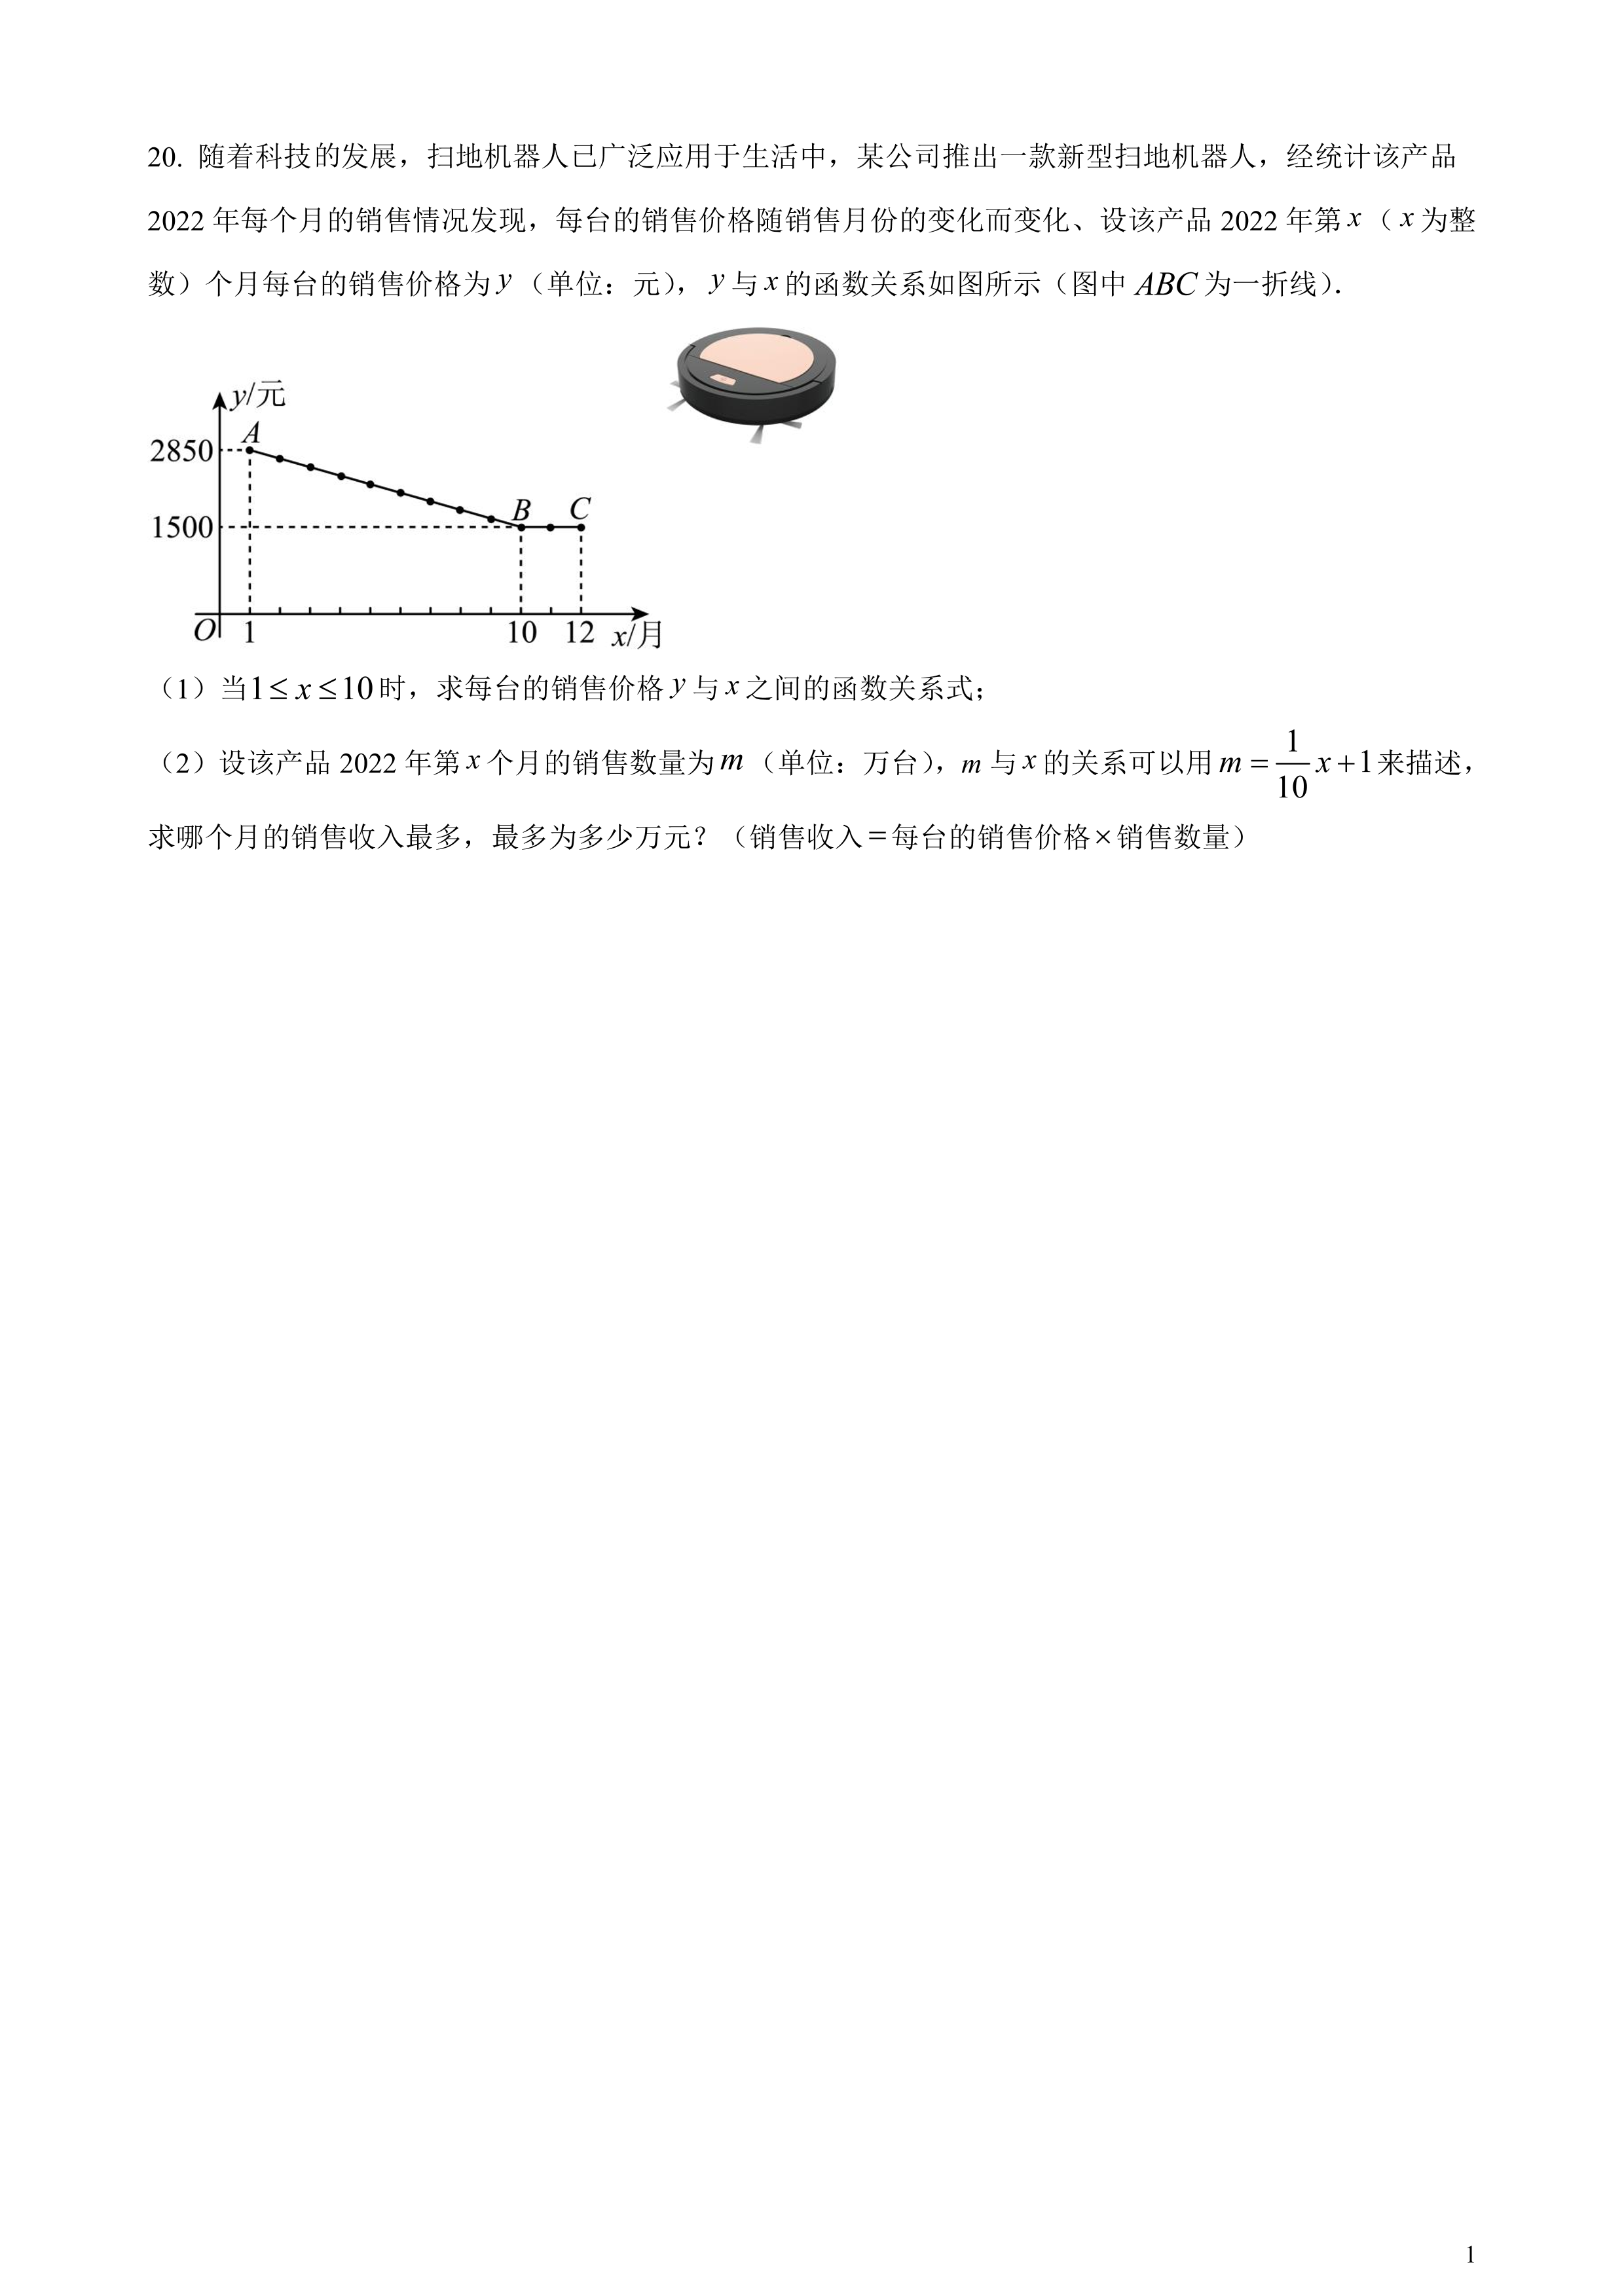 20. 随着科技的发展，扫地机器人已广泛应用于生活中，某公司推出一款新型扫地机器人，经统计该产品
2022 年每个月的销售情况发现，每台的销售价格随销售月份的变化而变化、设该产品 2022 年第 x（ x 为整
数）个月每台的销售价格为 y（单位：元），y 与 x 的函数关系如图所示（图中 ABC 为一折线）.
y/元
A
2850
B C
1500
O 1 10 12 x/月
（1）当1≤ x ≤10时，求每台的销售价格 y 与 x 之间的函数关系式；
（2）设该产品 2022 年第 x 个月的销售数量为 m（单位：万台），m 与 x 的关系可以用 m = 1/10 x +1来描述，
求哪个月的销售收入最多，最多为多少万元？（销售收入＝每台的销售价格×销售数量）
1